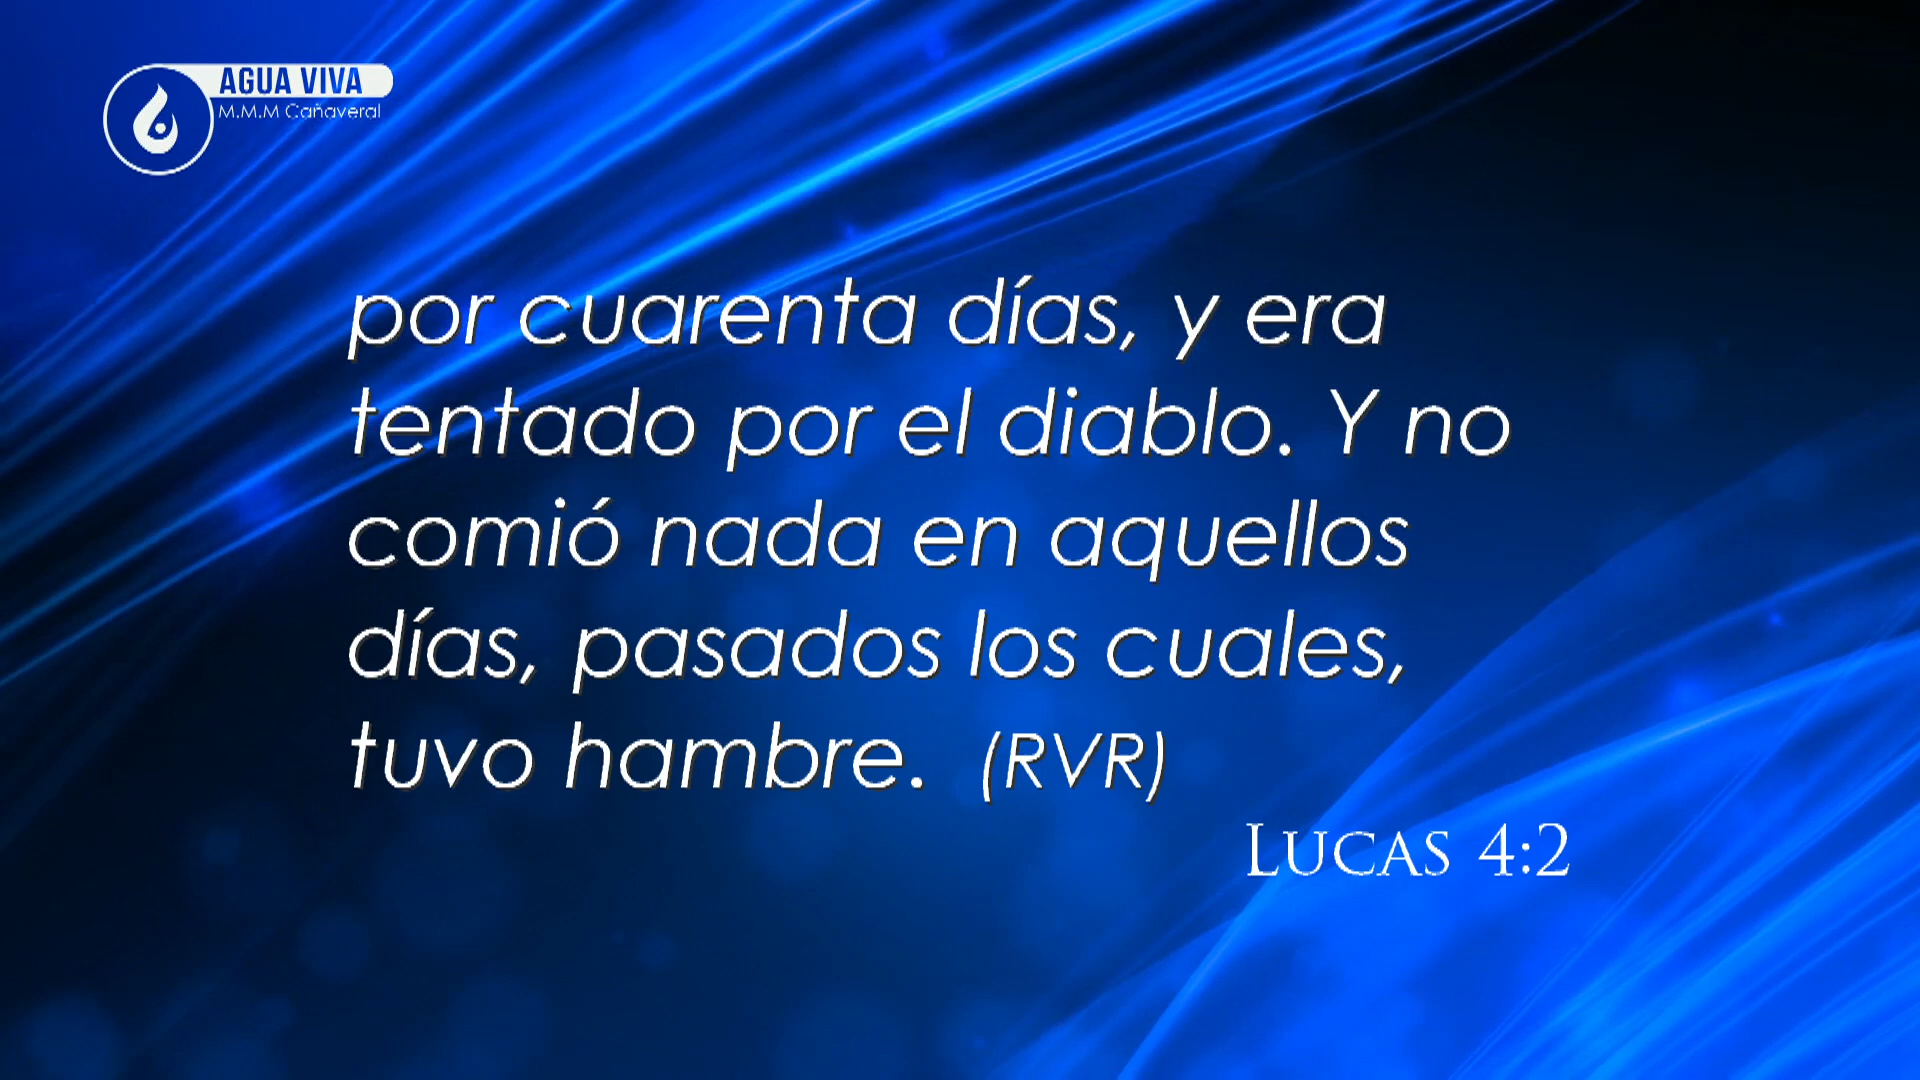 AGUA VIVA
M.M.M Cañaveral
por cuarenta días, y era
tentado por el diablo. Y no
comió nada en aquellos
días, pasados los cuales,
tuvo hambre. (RVR)
LUCAS 4:2